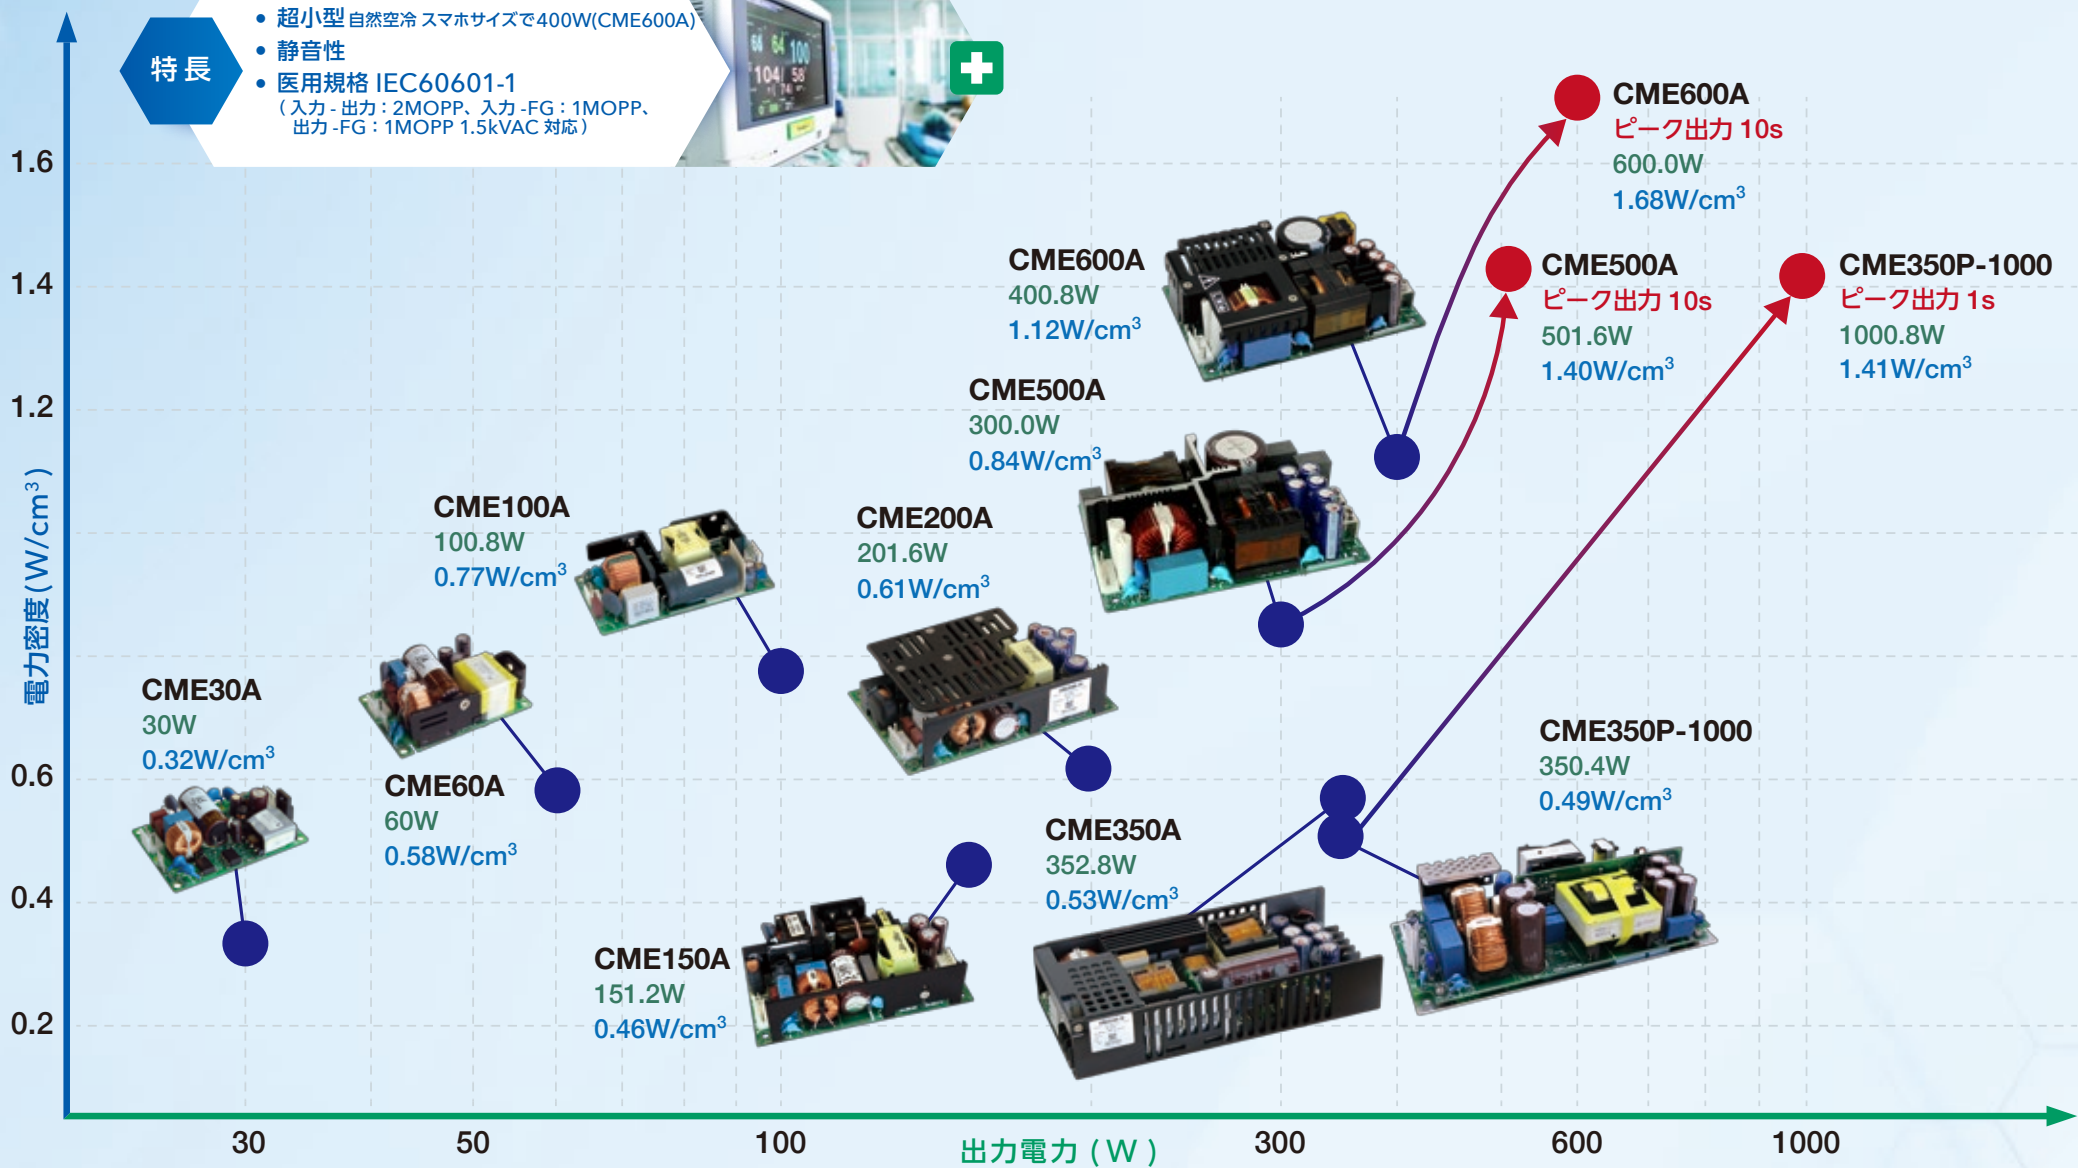 特長
• 超小型 自然空冷 スマホサイズで400W(CME600A)
• 静音性
• 医用規格 IEC60601-1
( 入力 - 出力：2MOPP、入力 -FG：1MOPP、
出力 -FG：1MOPP 1.5kVAC 対応 )
64 64 100
104 58
74
CME600A
ピーク出力 10s
600.0W
1.68W/cm³
CME600A
400.8W
1.12W/cm³
CME500A
ピーク出力 10s
501.6W
1.40W/cm³
CME350P-1000
ピーク出力 1s
1000.8W
1.41W/cm³
CME500A
300.0W
0.84W/cm³
CME100A
100.8W
0.77W/cm³
CME200A
201.6W
0.61W/cm³
CME30A
30W
0.32W/cm³
CME60A
60W
0.58W/cm³
CME350P-1000
350.4W
0.49W/cm³
CME350A
352.8W
0.53W/cm³
CME150A
151.2W
0.46W/cm³
電力密度(W/cm³)
1.6
1.4
1.2
0.6
0.4
0.2
30
50
100
300
600
1000
出力電力 ( W )